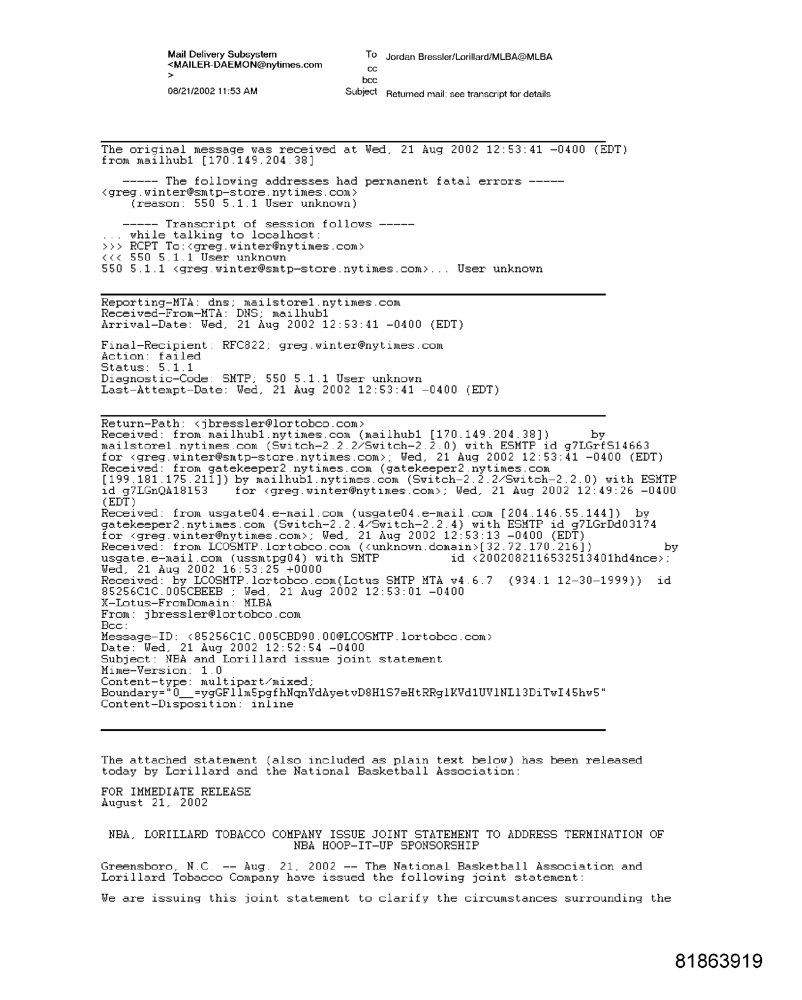 Mail Delivery Subsystem
<MAILER-DAEMON@nytimes.com
>
08/21/2002 11:53 AM
To Jordan Bressler/Lorillard/MLBA@MLBA
cc
bcc
Subject Returned mail: see transcript for details
The original message was received at Wed, 21 Aug 2002 12:53:41 -0400 (EDT)
from mailhub1 [170.149.204.38]
----- The following addresses had permanent fatal errors -----
<greg.winter@smtp-store.nytimes.com>
(reason: 550 5.1.1 User unknown)
----- Transcript of session follows -----
... while talking to localhost:
>>> RCPT To:<greg.winter@nytimes.com>
<<< 550 5.1.1 User unknown
550 5.1.1 <greg.winter@smtp-store.nytimes.com>... User unknown
Reporting-MTA: dns; mailstore1.nytimes.com
Received-From-MTA: DNS; mailhub1
Arrival-Date: Wed, 21 Aug 2002 12:53:41 -0400 (EDT)
Final-Recipient: RFC822; greg.winter@nytimes.com
Action: failed
Status: 5.1.1
Diagnostic-Code: SMTP; 550 5.1.1 User unknown
Last-Attempt-Date: Wed, 21 Aug 2002 12:53:41 -0400 (EDT)
Return-Path: <jbressler@lortobco.com>
Received: from mailhub1.nytimes.com (mailhub1 [170.149.204.38]) by
mailstore1.nytimes.com (Switch-2.2.2/Switch-2.2.0) with ESMTP id g7LGrfS14663
for <greg.winter@smtp-store.nytimes.com>; Wed, 21 Aug 2002 12:53:41 -0400 (EDT)
Received: from gatekeeper2.nytimes.com (gatekeeper2.nytimes.com
[199.181.175.211]) by mailhub1.nytimes.com (Switch-2.2.2/Switch-2.2.0) with ESMTP
id g7LGnQA18153 for <greg.winter@nytimes.com>; Wed, 21 Aug 2002 12:49:26 -0400
(EDT)
Received: from usgate04.e-mail.com (usgate04.e-mail.com [204.146.55.144]) by
gatekeeper2.nytimes.com (Switch-2.2.4/Switch-2.2.4) with ESMTP id g7LGrDd03174
for <greg.winter@nytimes.com>; Wed, 21 Aug 2002 12:53:13 -0400 (EDT)
Received: from LCOSMTP.lortobco.com (<unknown.domain>[32.72.170.216]) by
usgate.e-mail.com (ussmtpg04) with SMTP id <2002082116532513401hd4nce>;
Wed, 21 Aug 2002 16:53:25 +0000
Received: by LCOSMTP.lortobco.com(Lotus SMTP MTA v4.6.7 (934.1 12-30-1999)) id
85256C1C.005CBEEB ; Wed, 21 Aug 2002 12:53:01 -0400
X-Lotus-FromDomain: MLBA
From: jbressler@lortobco.com
Bcc:
Message-ID: <85256C1C.005CBD90.00@LCOSMTP.lortobco.com>
Date: Wed, 21 Aug 2002 12:52:54 -0400
Subject: NBA and Lorillard issue joint statement
Mime-Version: 1.0
Content-type: multipart/mixed;
Boundary="0__=ygGFllm5pgfhNqnYdAyetvD8H1S7eHtRRglKVd1UVlNLl3DiTwI45hw5"
Content-Disposition: inline
The attached statement (also included as plain text below) has been released
today by Lorillard and the National Basketball Association:
FOR IMMEDIATE RELEASE
August 21, 2002
NBA, LORILLARD TOBACCO COMPANY ISSUE JOINT STATEMENT TO ADDRESS TERMINATION OF
NBA HOOP-IT-UP SPONSORSHIP
Greensboro, N.C. -- Aug. 21, 2002 -- The National Basketball Association and
Lorillard Tobacco Company have issued the following joint statement:
We are issuing this joint statement to clarify the circumstances surrounding the
81863919